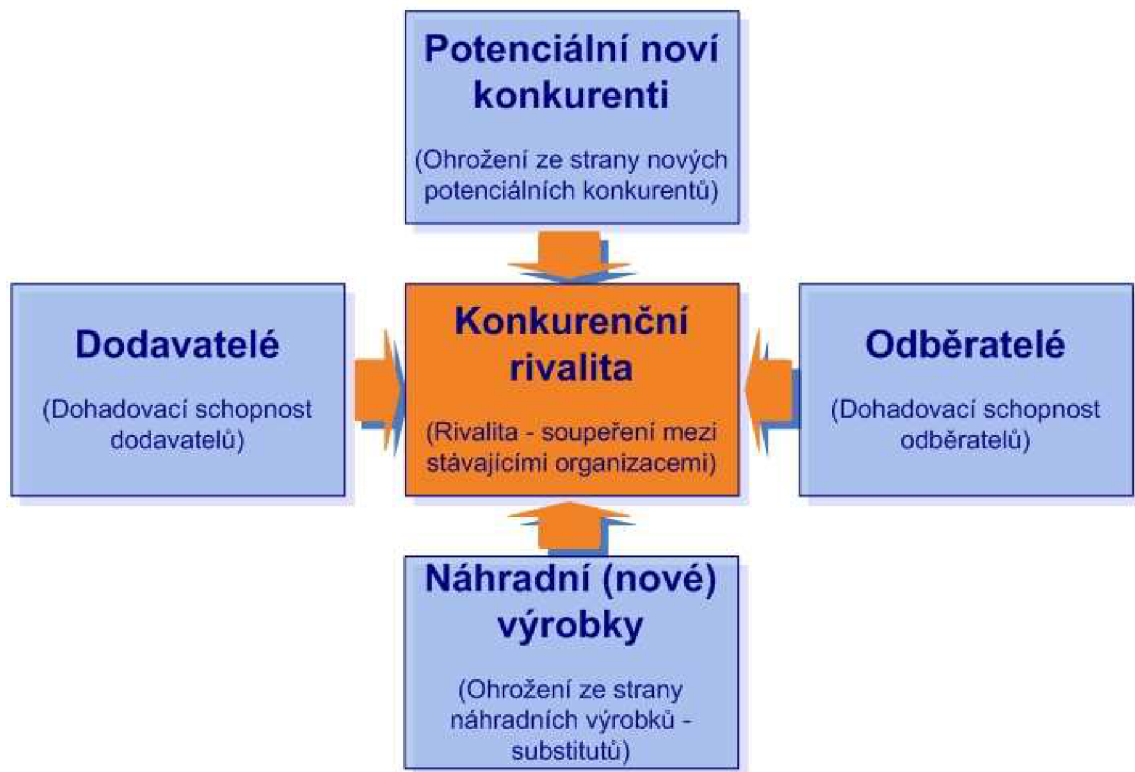 Potenciální noví
konkurenti
(Ohrožení ze strany nových
potenciálních konkurentů)
Dodavatelé
(Dohadovací schopnost
dodavatelů)
Konkurenční
rivalita
(Rivalita - soupeření mezi
stávajícími organizacemi)
Odběratelé
(Dohadovací schopnost
odběratelů)
Náhradní (nové)
výrobky
(Ohrožení ze strany
náhradních výrobků -
substitutů)